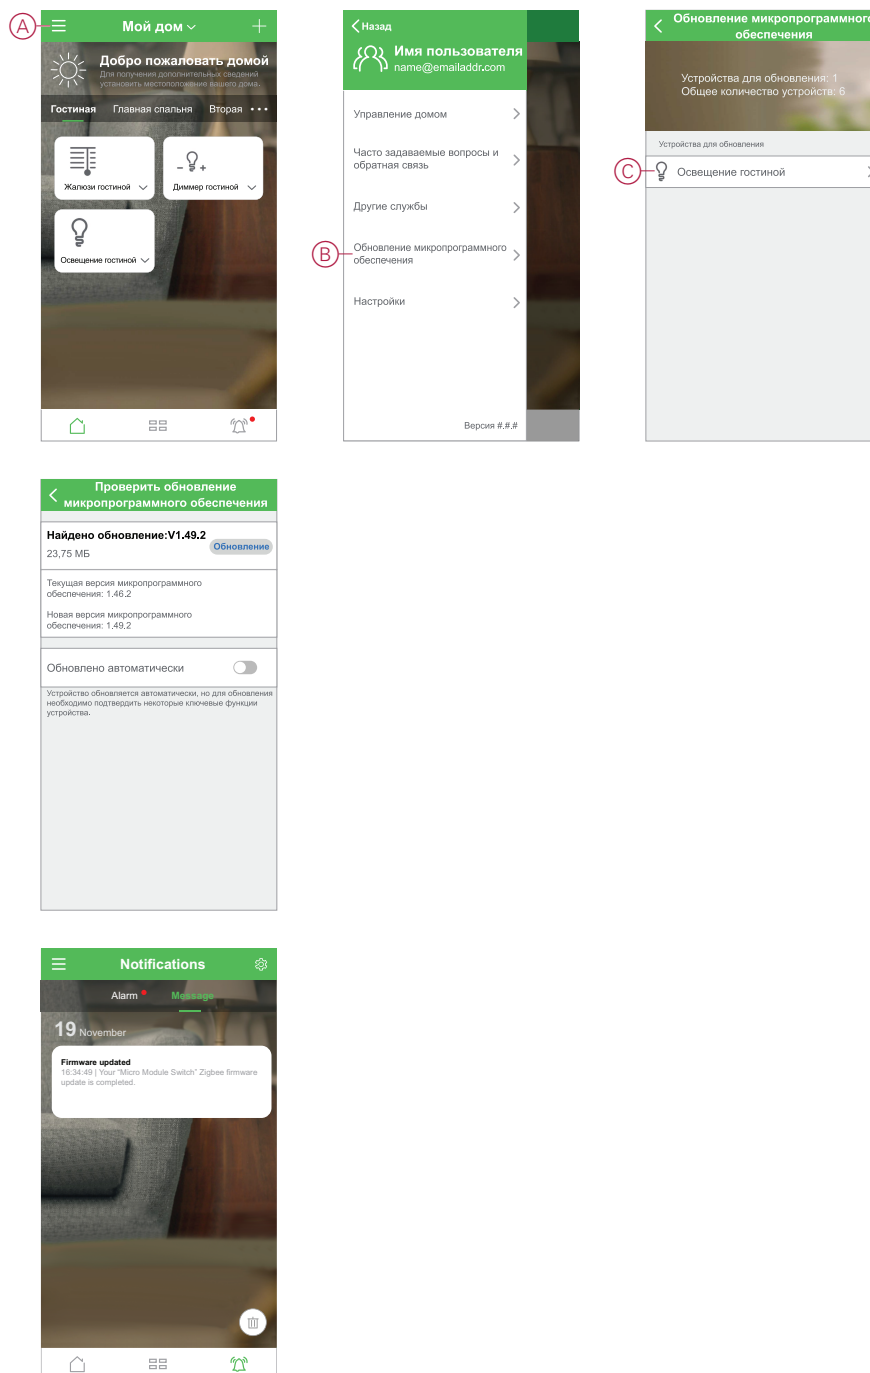 A
Мой дом
Добро пожаловать домой
Для получения дополнительных сведений
установить местоположение вашего дома.
Гостиная Главная спальня Вторая
Жалюзи гостиной
Диммер гостиной
Освещение гостиной
Назад
Имя пользователя
name@emailaddr.com
Управление домом
Часто задаваемые вопросы и
обратная связь
Другие службы
B
Обновление микропрограммного
обеспечения
Настройки
Версия #.#.#
Обновление микропрограммного
обеспечения
Устройства для обновления: 1
Общее количество устройств: 6
Устройства для обновления
C
Освещение гостиной
Проверить обновление
микропрограммного обеспечения
Найдено обновление:V1.49.2
23,75 МБ
Обновление
Текущая версия микропрограммного
обеспечения: 1.46.2
Новая версия микропрограммного
обеспечения: 1.49.2
Обновлено автоматически
Устройство обновляется автоматически, но для обновления
необходимо подтвердить некоторые ключевые функции
устройства.
Notifications
Alarm Message
19 November
Firmware updated
16:34:49 | Your "Micro Module Switch" Zigbee firmware
update is completed.